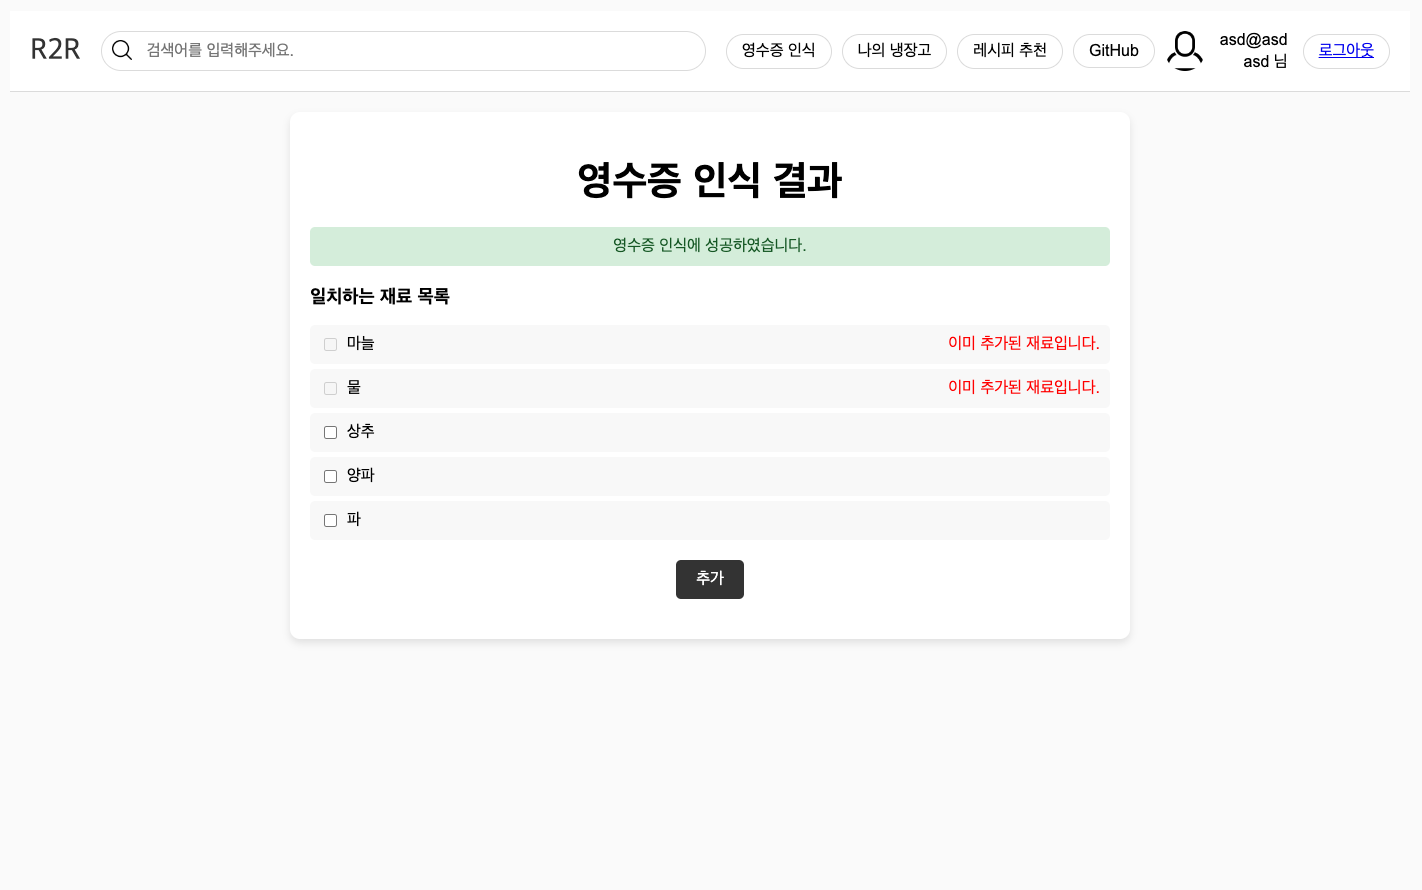 R2R
검색어를 입력해주세요.
영수증 인식
나의 냉장고
레시피 추천
GitHub
asd@asd
asd 님
로그아웃
영수증 인식 결과
영수증 인식에 성공하였습니다.
일치하는 재료 목록
마늘 이미 추가된 재료입니다.
물 이미 추가된 재료입니다.
상추
양파
파
추가